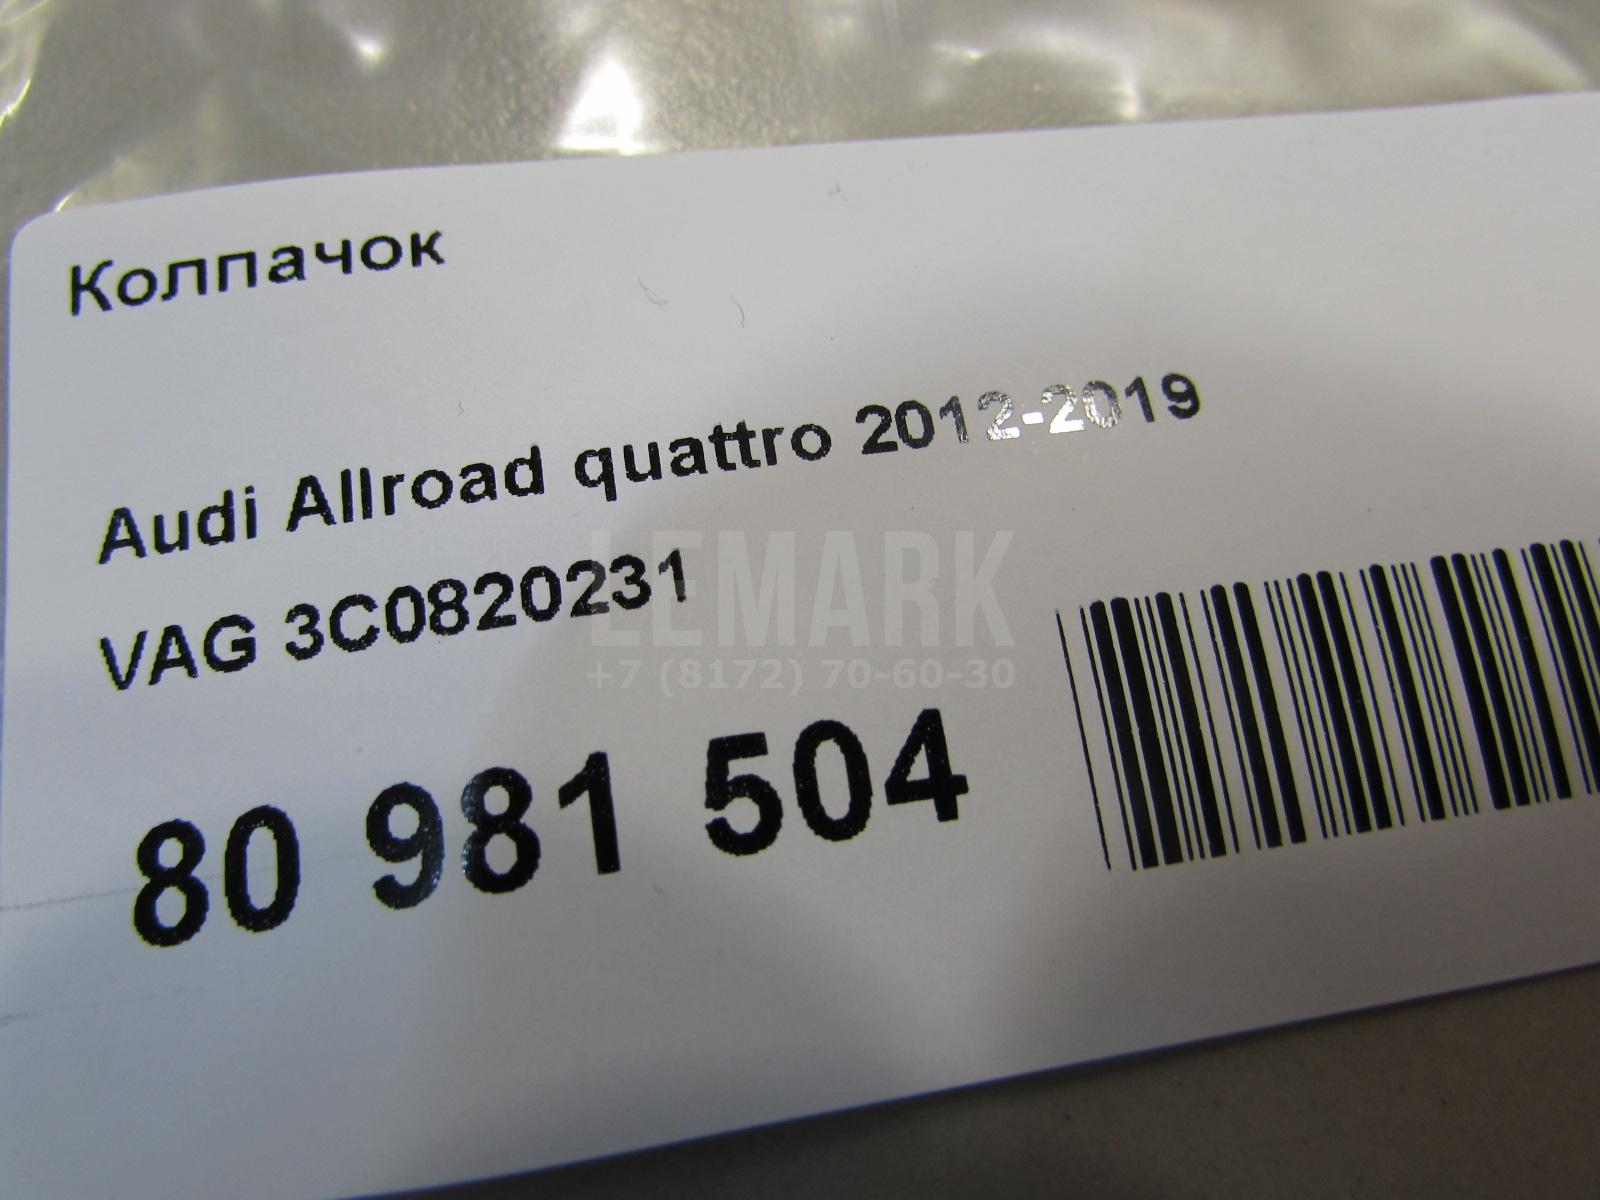 Колпачок
Audi Allroad quattro 2012-2019
VAG 3C0820231
LEMARK
+7 (8172) 70-60-30
80 981 504